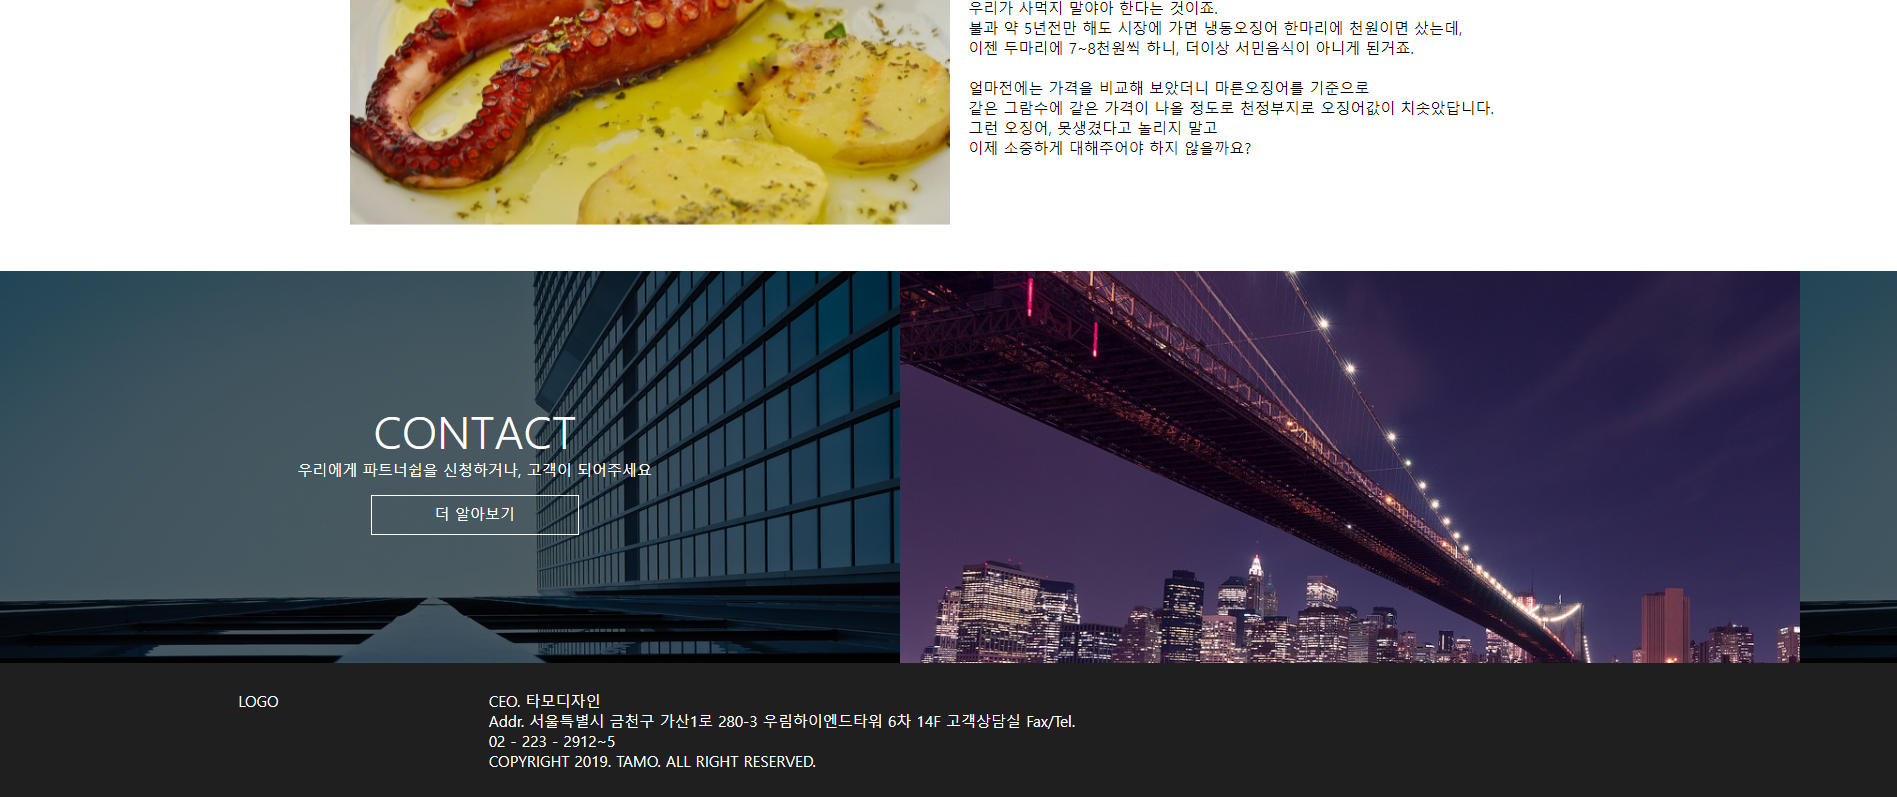 우리가 사먹지 말야아 한다는 것이죠.
불과 약 5년전만 해도 시장에 가면 냉동오징어 한마리에 천원이면 샀는데,
이젠 두마리에 7~8천원씩 하니, 더이상 서민음식이 아니게 된거죠.
얼마전에는 가격을 비교해 보았더니 마른오징어를 기준으로
같은 그람수에 같은 가격이 나올 정도로 천정부지로 오징어값이 치솟았답니다.
그런 오징어, 못생겼다고 놀리지 말고
이제 소중하게 대해주어야 하지 않을까요?
CONTACT
우리에게 파트너쉽을 신청하거나, 고객이 되어주세요
더 알아보기
LOGO
CEO. 타모디자인
Addr. 서울특별시 금천구 가산1로 280-3 우림하이엔드타워 6차 14F 고객상담실 Fax/Tel.
02 - 223 - 2912~5
COPYRIGHT 2019. TAMO. ALL RIGHT RESERVED.